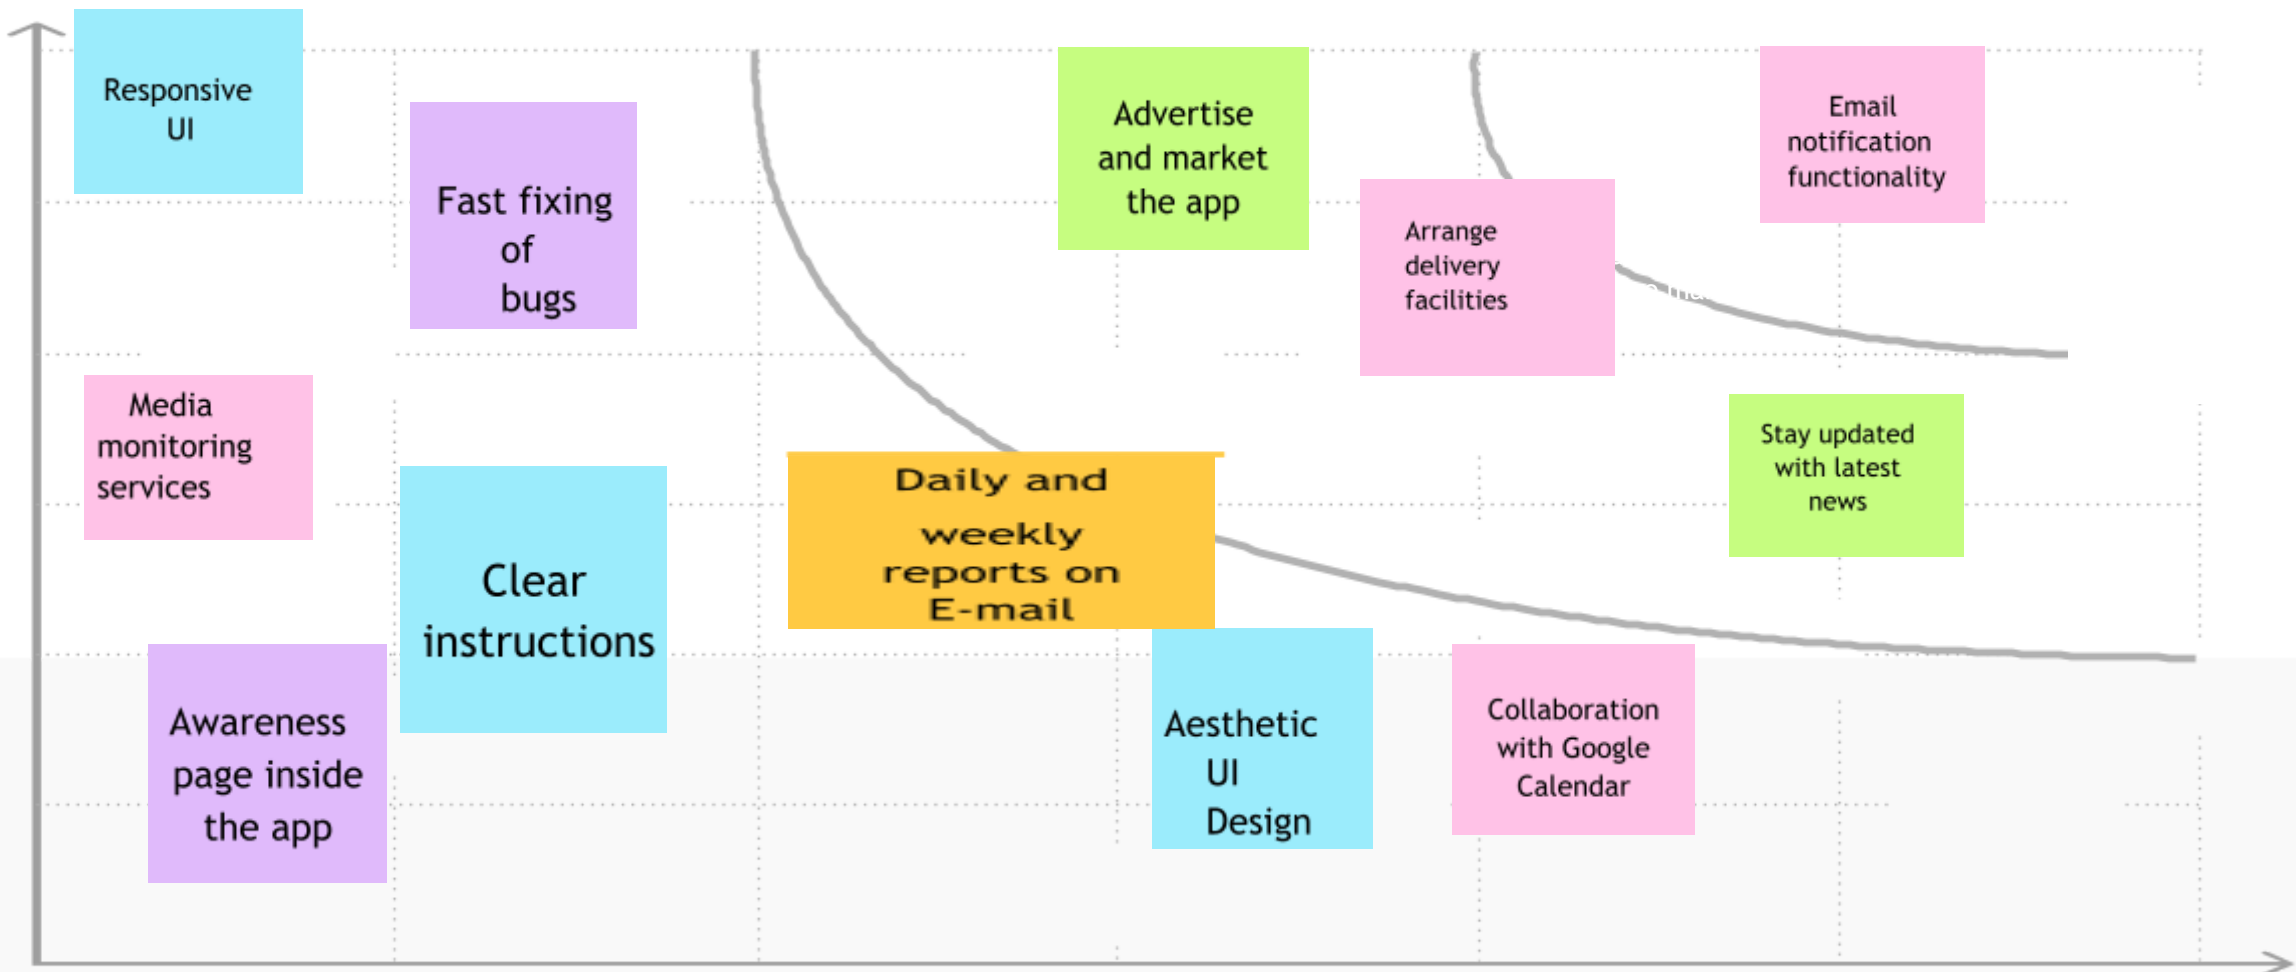 Responsive
UI
Fast fixing
of
bugs
Advertise
and market
the app
Arrange
delivery
facilities
Email
notification
functionality
Media
monitoring
services
Clear
instructions
Daily and
weekly
reports on
E-mail
Stay updated
with latest
news
Awareness
page inside
the app
Aesthetic
UI
Design
Collaboration
with Google
Calendar